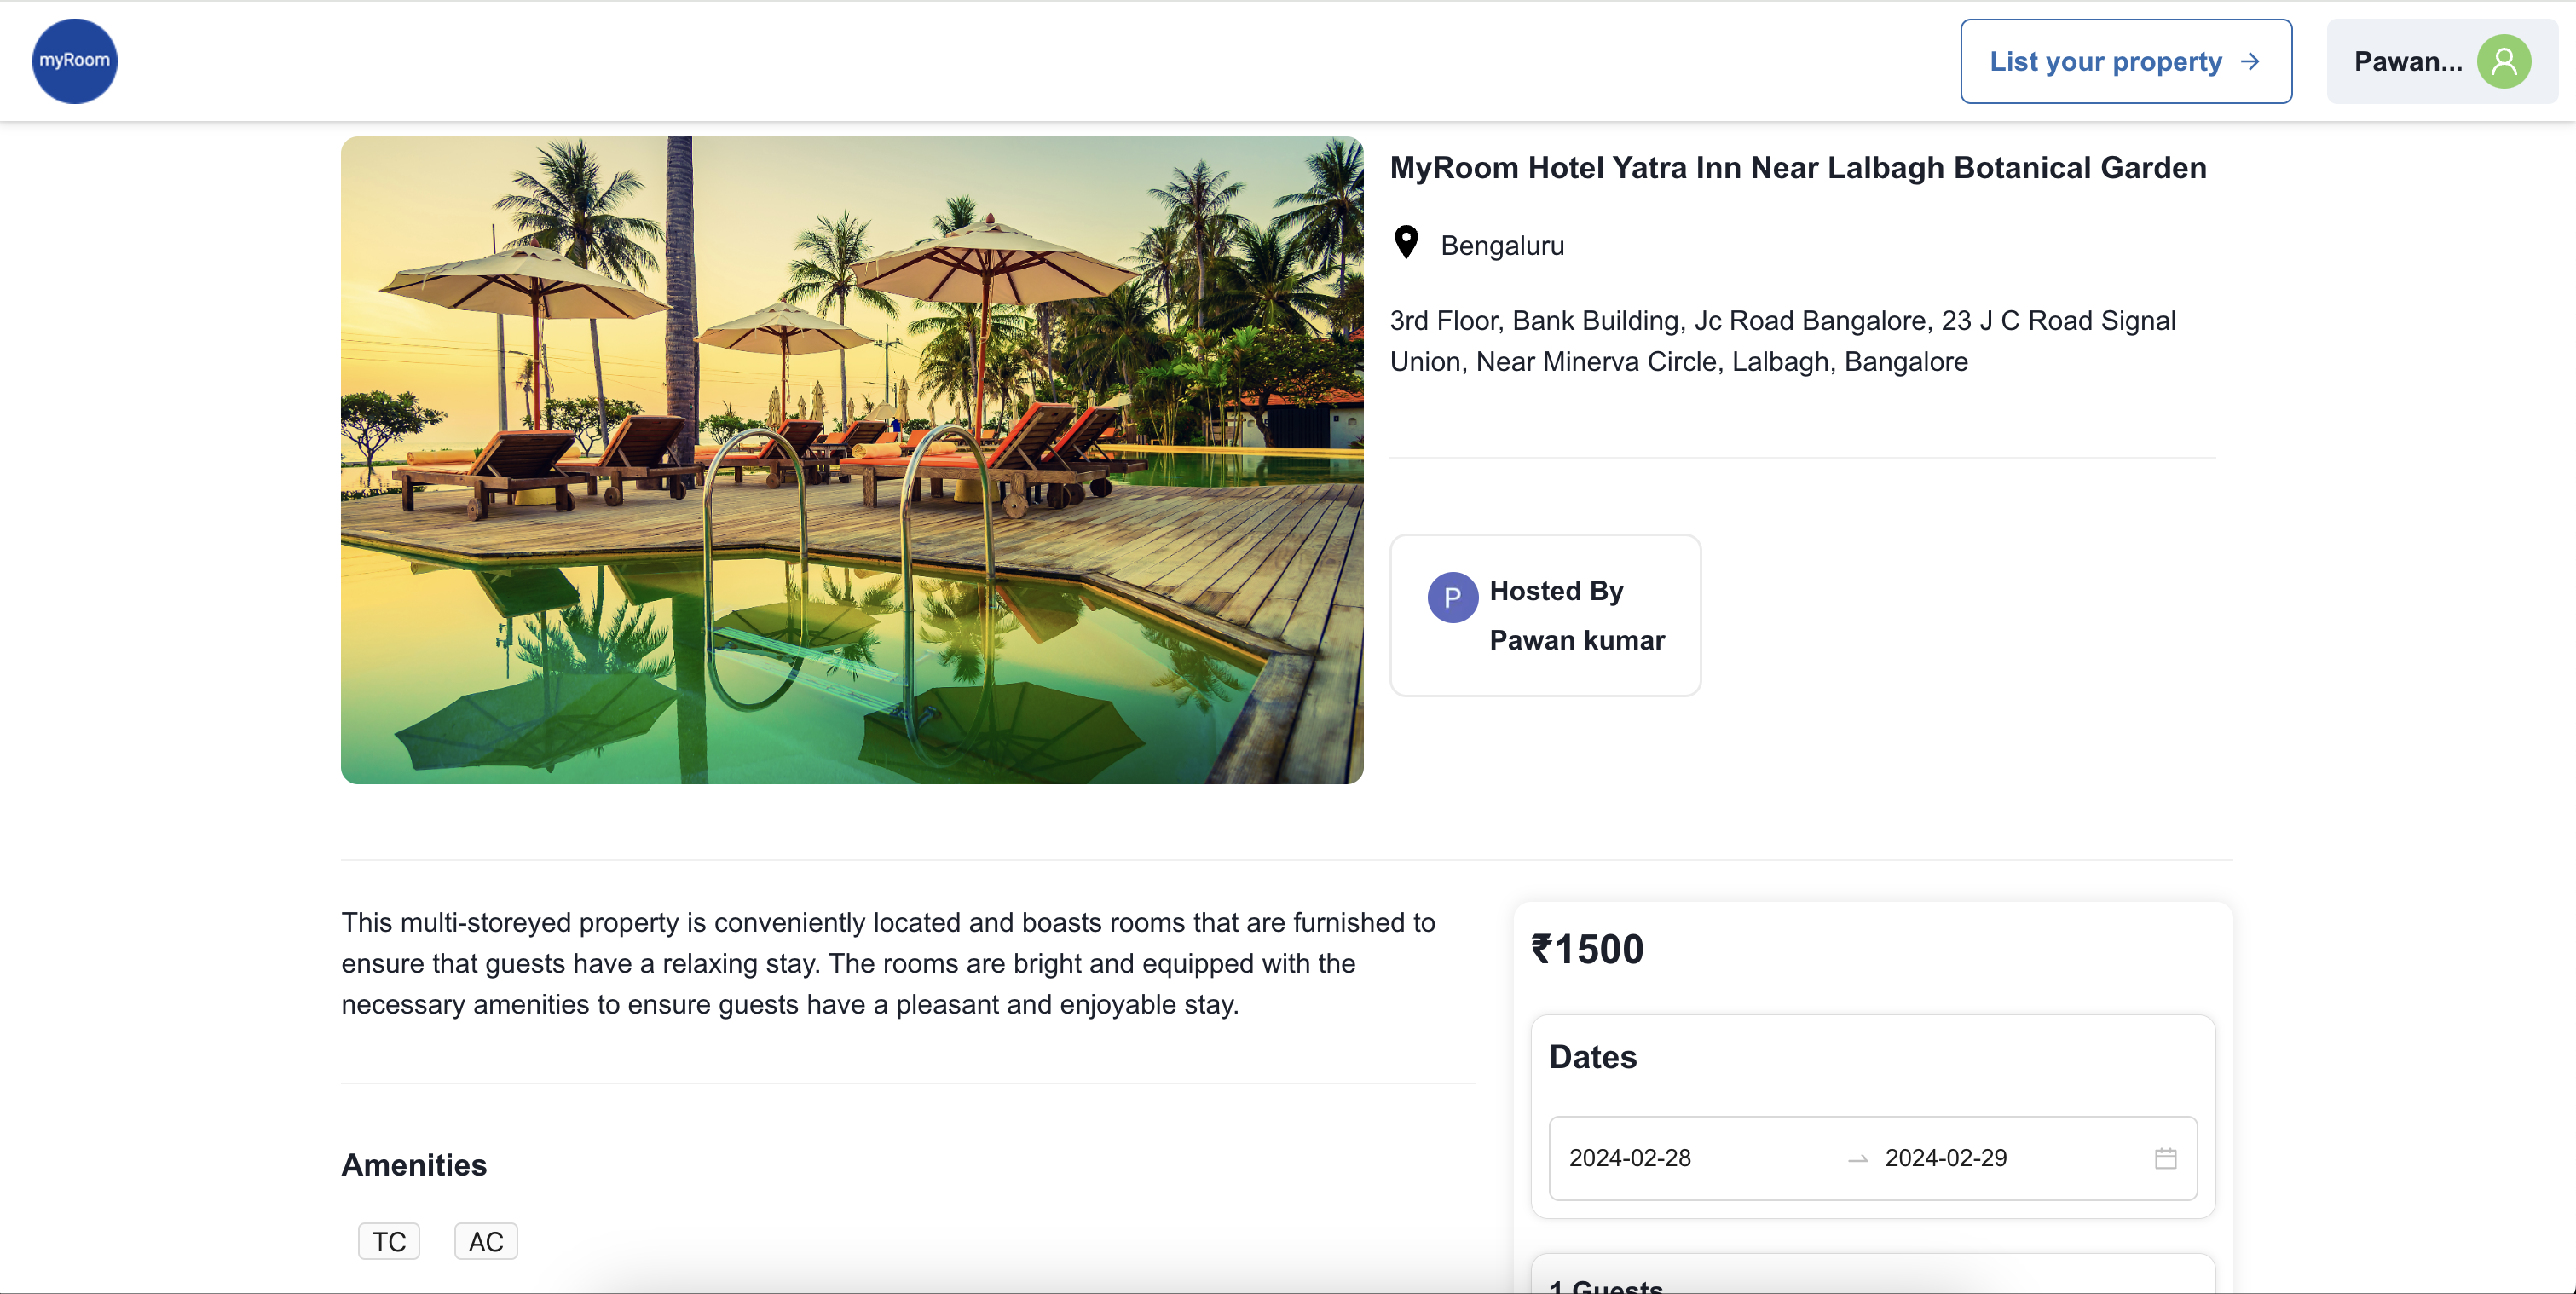 myRoom
List your property
Pawan...
MyRoom Hotel Yatra Inn Near Lalbagh Botanical Garden
Bengaluru
3rd Floor, Bank Building, Jc Road Bangalore, 23 J C Road Signal
Union, Near Minerva Circle, Lalbagh, Bangalore
P
Hosted By
Pawan kumar
This multi-storeyed property is conveniently located and boasts rooms that are furnished to
ensure that guests have a relaxing stay. The rooms are bright and equipped with the
necessary amenities to ensure guests have a pleasant and enjoyable stay.
Amenities
TC
AC
₹1500
Dates
2024-02-28
2024-02-29
1 Guests